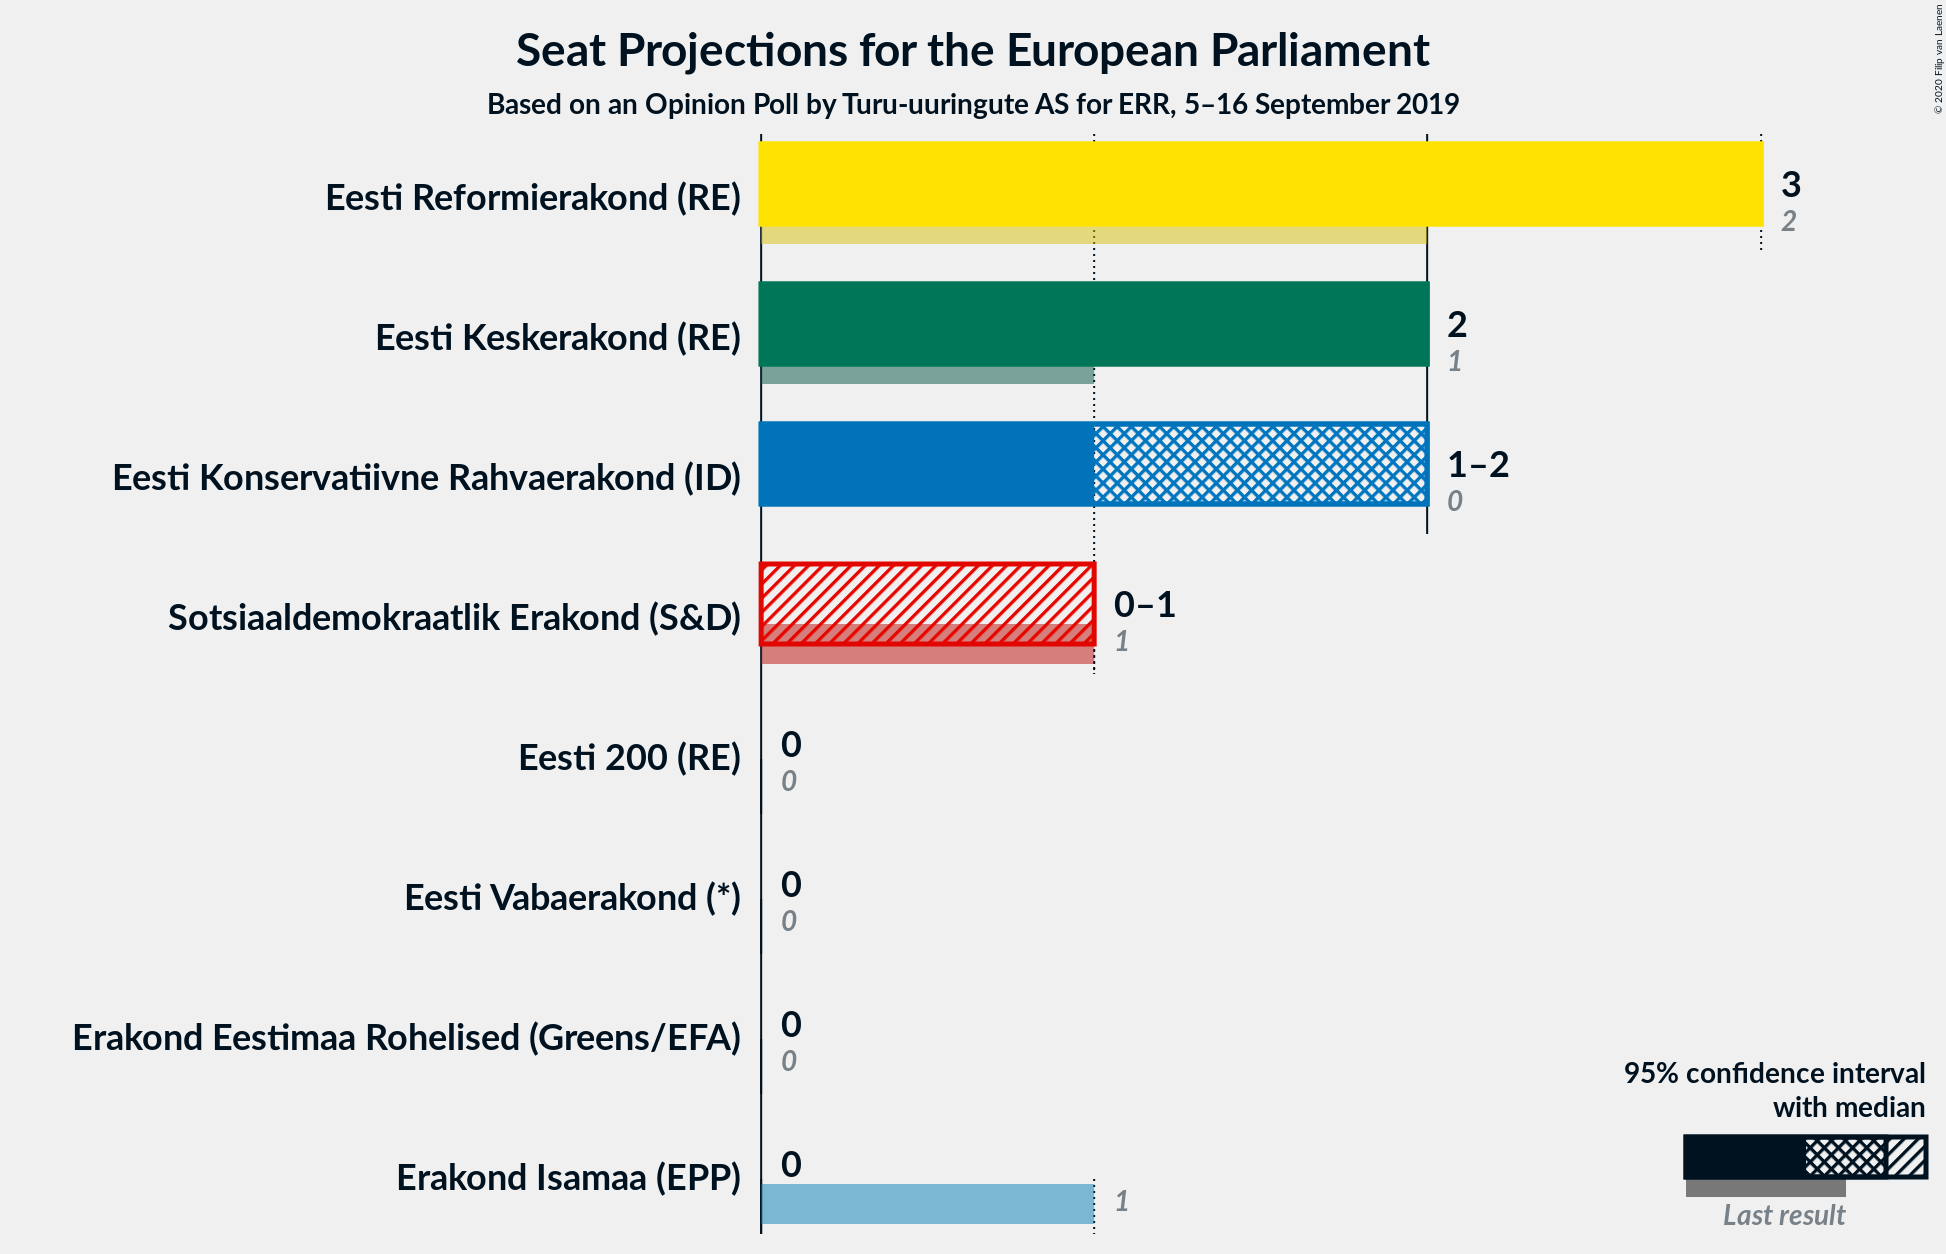 Seat Projections for the European Parliament
Based on an Opinion Poll by Turu-uuringute AS for ERR, 5–16 September 2019
© 2020 Filip van Laenen
Eesti Reformierakond (RE)
3
2
Eesti Keskerakond (RE)
2
1
Eesti Konservatiivne Rahvaerakond (ID)
1–2
0
Sotsiaaldemokraatlik Erakond (S&D)
0–1
1
Eesti 200 (RE)
0
0
Eesti Vabaerakond (*)
0
0
Erakond Eestimaa Rohelised (Greens/EFA)
0
0
Erakond Isamaa (EPP)
0
1
95% confidence interval
with median
Last result